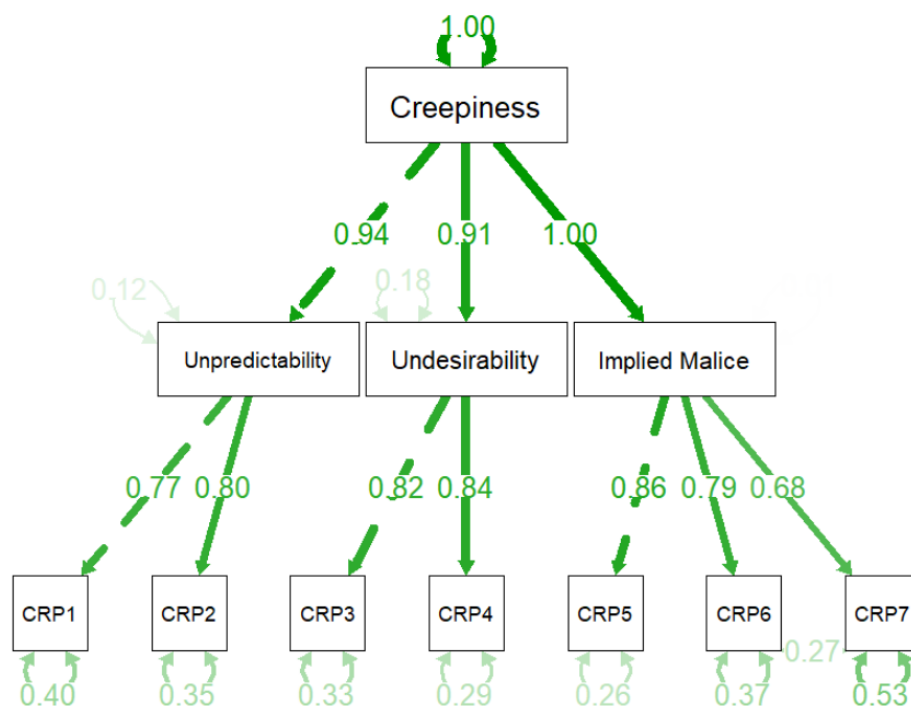 1.00
Creepiness
0.94 0.91 1.00
0.12 0.18
Unpredictability Undesirability Implied Malice
0.77 0.80 0.82 0.84 0.86 0.79 0.68
CRP1 CRP2 CRP3 CRP4 CRP5 CRP6 CRP7
0.27
0.40 0.35 0.33 0.29 0.26 0.37 0.53